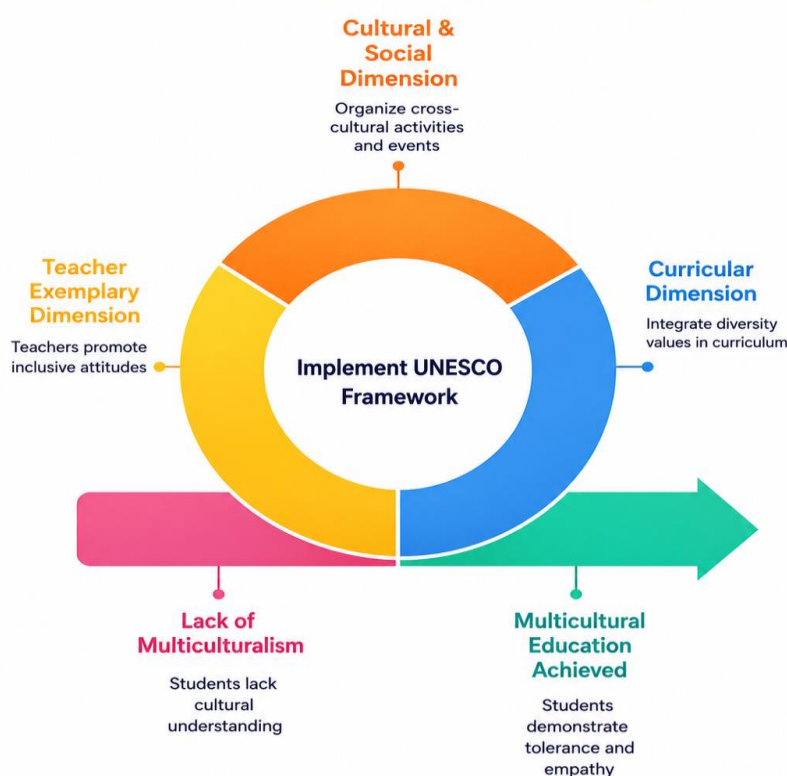 Cultural &
Social
Dimension
Organize cross-
cultural activities
and events
Teacher
Exemplary
Dimension
Teachers promote
inclusive attitudes
Implement UNESCO
Framework
Curricular
Dimension
Integrate diversity
values in curriculum
Lack of
Multiculturalism
Students lack
cultural
understanding
Multicultural
Education
Achieved
Students
demonstrate
tolerance and
empathy